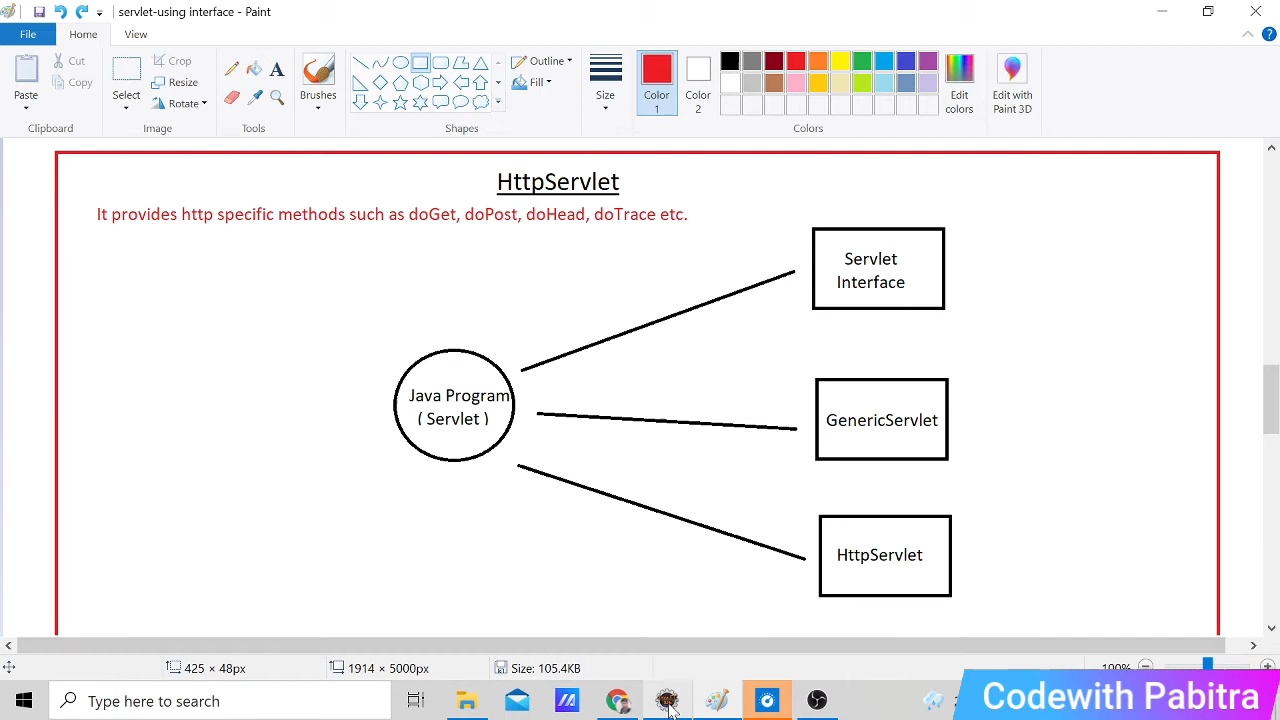 servlet-using interface - Paint
File
Home
View
Paste
Cut
Copy
Clipboard
Select
Crop
Resize
Rotate
Image
Tools
Brushes
Shapes
Outline
Fill
Size
Color 1
Color 2
Edit colors
Colors
Edit with Paint 3D
HttpServlet
It provides http specific methods such as doGet, doPost, doHead, doTrace etc.
Servlet
Interface
Java Program
( Servlet )
GenericServlet
HttpServlet
425 × 48px
1914 × 5000px
Size: 105.4KB
100%
Type here to search
Codewith Pabitra